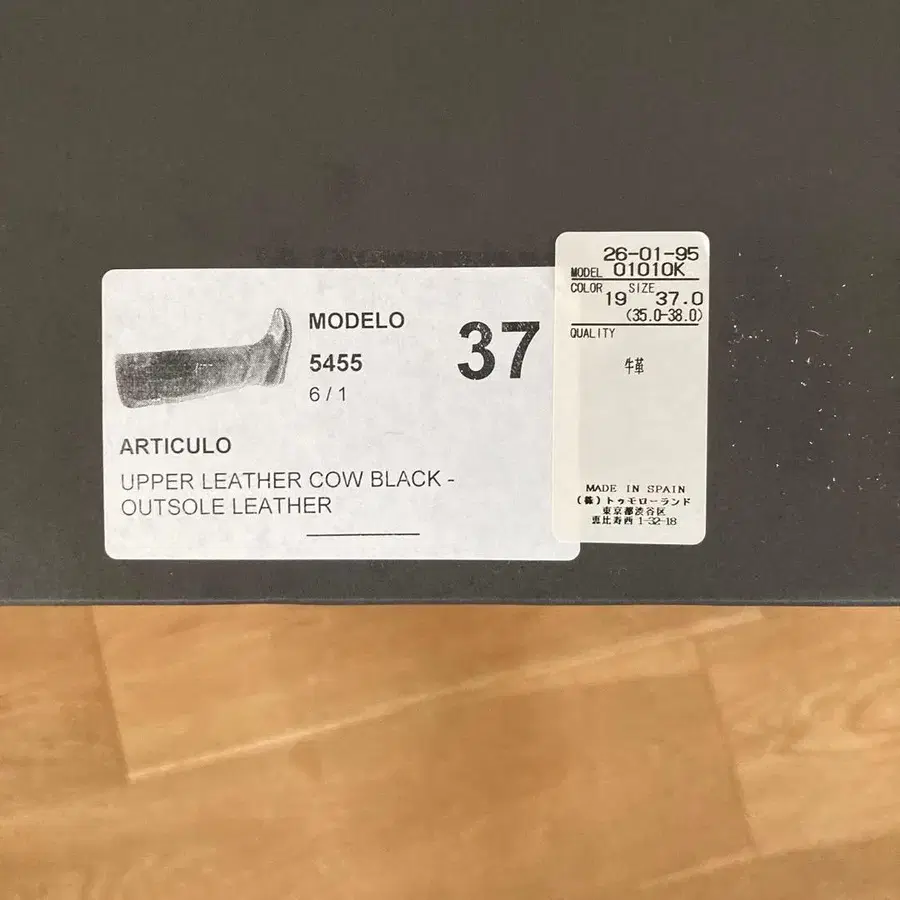 MODELO
5455
6 / 1
37
ARTICULO
UPPER LEATHER COW BLACK -
OUTSOLE LEATHER
26-01-95
MODEL 01010K
COLOR SIZE
19 37.0
(35.0-38.0)
QUALITY
牛革
MADE IN SPAIN
(株)トゥモローランド
東京都渋谷区
恵比寿西 1-32-18